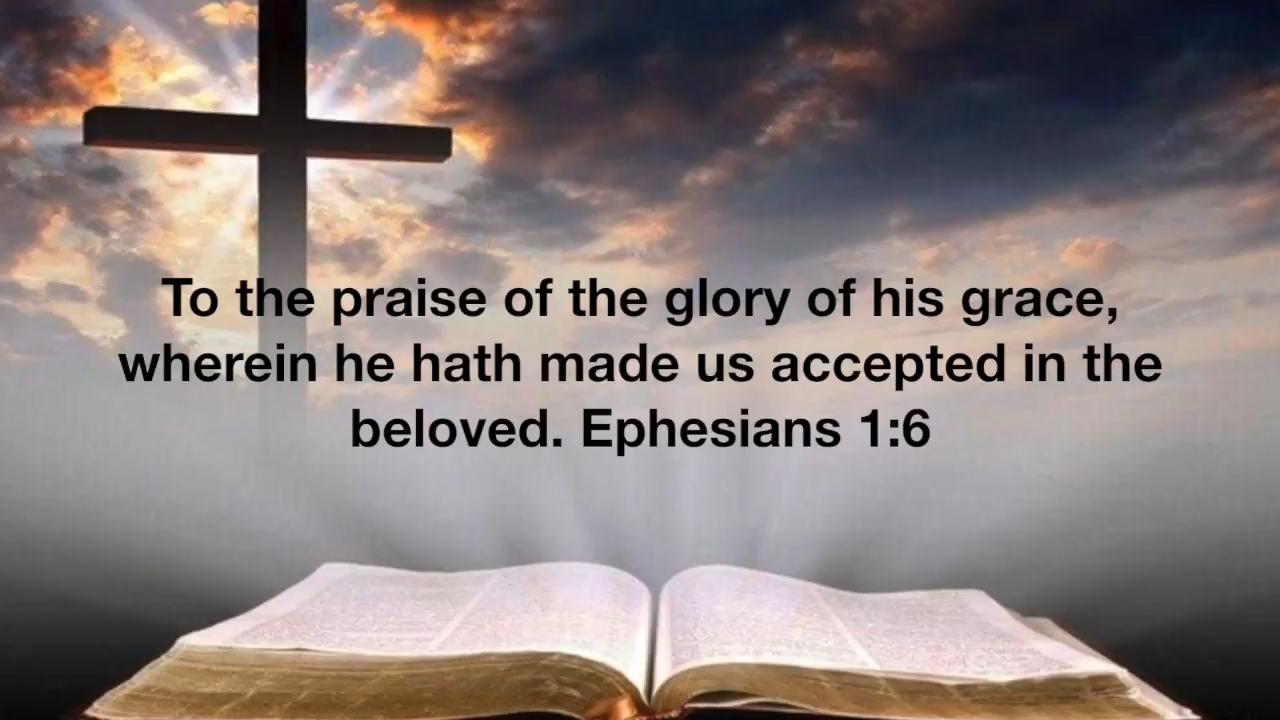 To the praise of the glory of his grace,
wherein he hath made us accepted in the
beloved. Ephesians 1:6